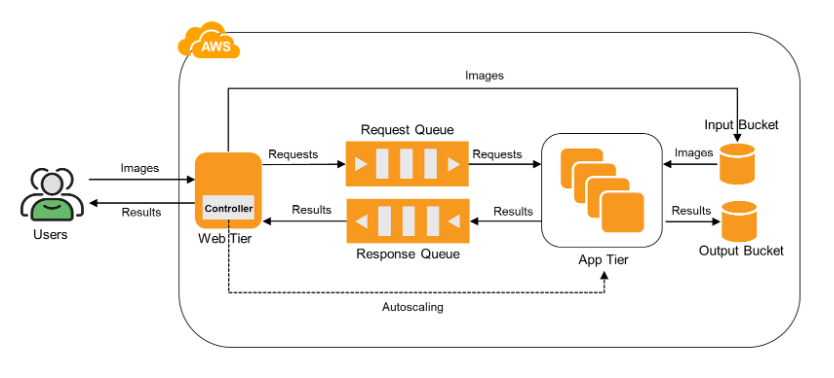 AWS
Images
Request Queue
Input Bucket
Images
Requests
Requests
Images
Controller
Results
Results
Results
Results
Users
Web Tier
Response Queue
App Tier
Output Bucket
Autoscaling